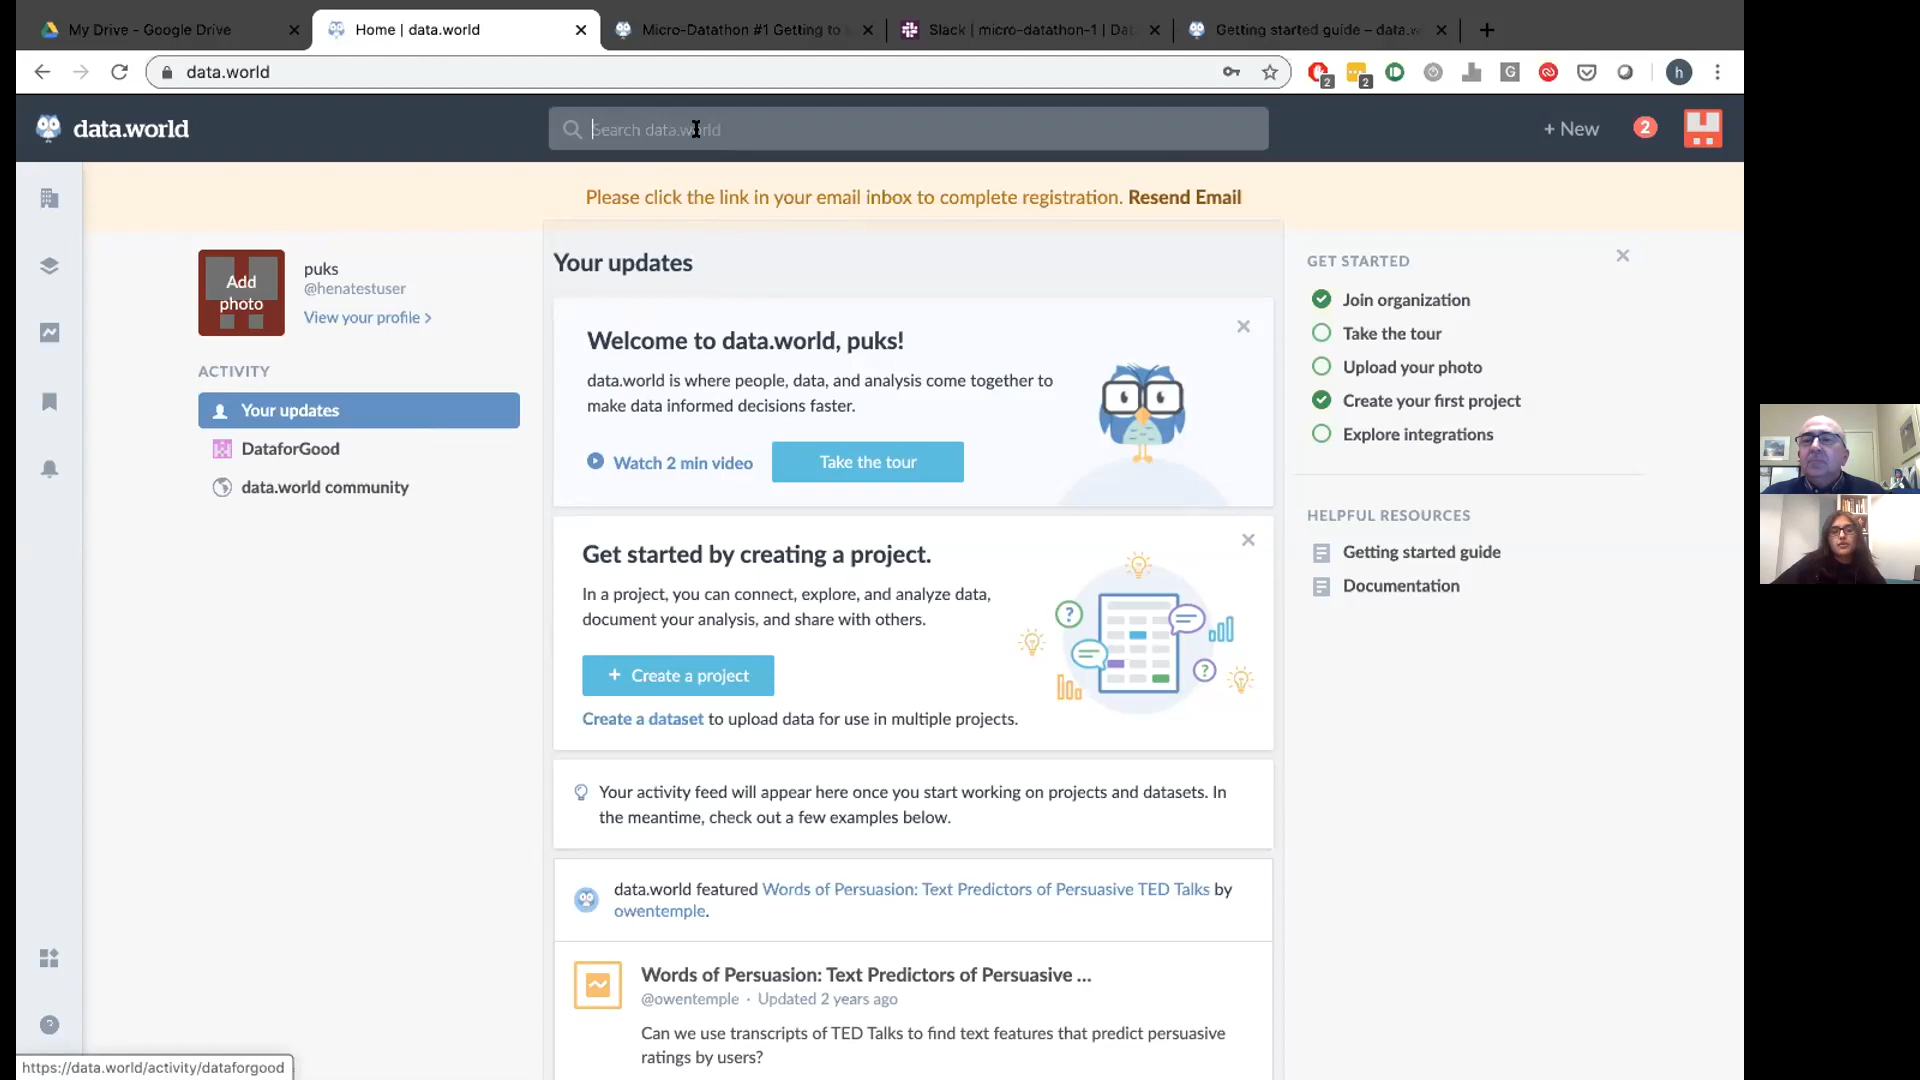 My Drive - Google Drive
Home | data.world
Micro-Datathon #1 Getting to
Slack | micro-datathon-1 | Da
Getting started guide – data.w
data.world
2
2
G
h
data.world
Search data.world
+ New
2
Please click the link in your email inbox to complete registration. Resend Email
Add photo
puks
@henatestuser
View your profile >
ACTIVITY
Your updates
DataforGood
data.world community
Your updates
Welcome to data.world, puks!
data.world is where people, data, and analysis come together to
make data informed decisions faster.
Watch 2 min video
Take the tour
Get started by creating a project.
In a project, you can connect, explore, and analyze data,
document your analysis, and share with others.
+ Create a project
Create a dataset to upload data for use in multiple projects.
Your activity feed will appear here once you start working on projects and datasets. In
the meantime, check out a few examples below.
data.world featured Words of Persuasion: Text Predictors of Persuasive TED Talks by
owentemple.
Words of Persuasion: Text Predictors of Persuasive ...
@owentemple · Updated 2 years ago
Can we use transcripts of TED Talks to find text features that predict persuasive
ratings by users?
GET STARTED
Join organization
Take the tour
Upload your photo
Create your first project
Explore integrations
HELPFUL RESOURCES
Getting started guide
Documentation
https://data.world/activity/dataforgood